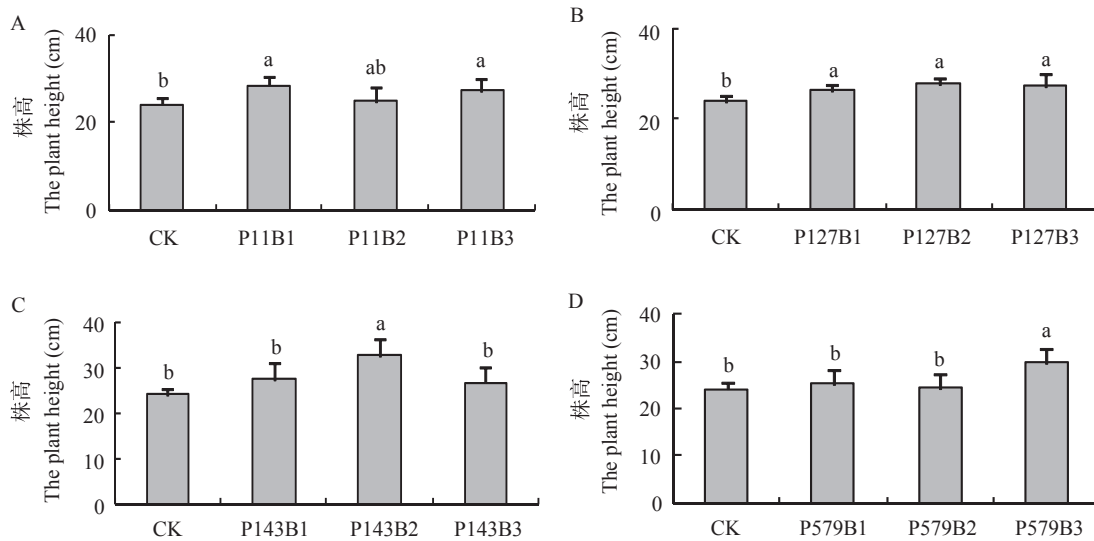 A
株高
The plant height (cm)
40
20
0
b
a
ab
a
CK P11B1 P11B2 P11B3
B
株高
The plant height (cm)
40
20
0
b
a
a
a
CK P127B1 P127B2 P127B3
C
株高
The plant height (cm)
40
30
20
10
0
b
b
a
b
CK P143B1 P143B2 P143B3
D
株高
The plant height (cm)
40
30
20
10
0
b
b
b
a
CK P579B1 P579B2 P579B3